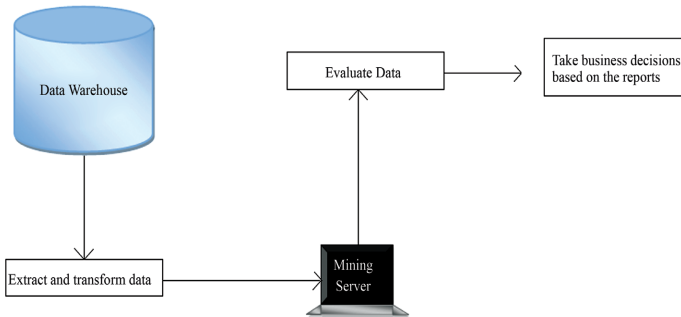 Data Warehouse
Extract and transform data
Mining
Server
Evaluate Data
Take business decisions
based on the reports